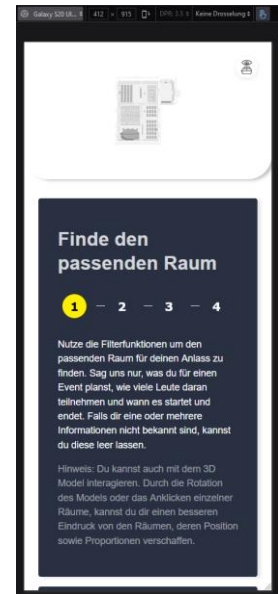 Galaxy S20 Ul...
412 × 915
DPR: 3.5
Keine Drosselung
Finde den
passenden Raum
1 – 2 – 3 – 4
Nutze die Filterfunktionen um den
passenden Raum für deinen Anlass zu
finden. Sag uns nur, was du für einen
Event planst, wie viele Leute daran
teilnehmen und wann es startet und
endet. Falls dir eine oder mehrere
Informationen nicht bekannt sind, kannst
du diese leer lassen.
Hinweis: Du kannst auch mit dem 3D
Model interagieren. Durch die Rotation
des Models oder das Anklicken einzelner
Räume, kannst du dir einen besseren
Eindruck von den Räumen, deren Position
sowie Proportionen verschaffen.